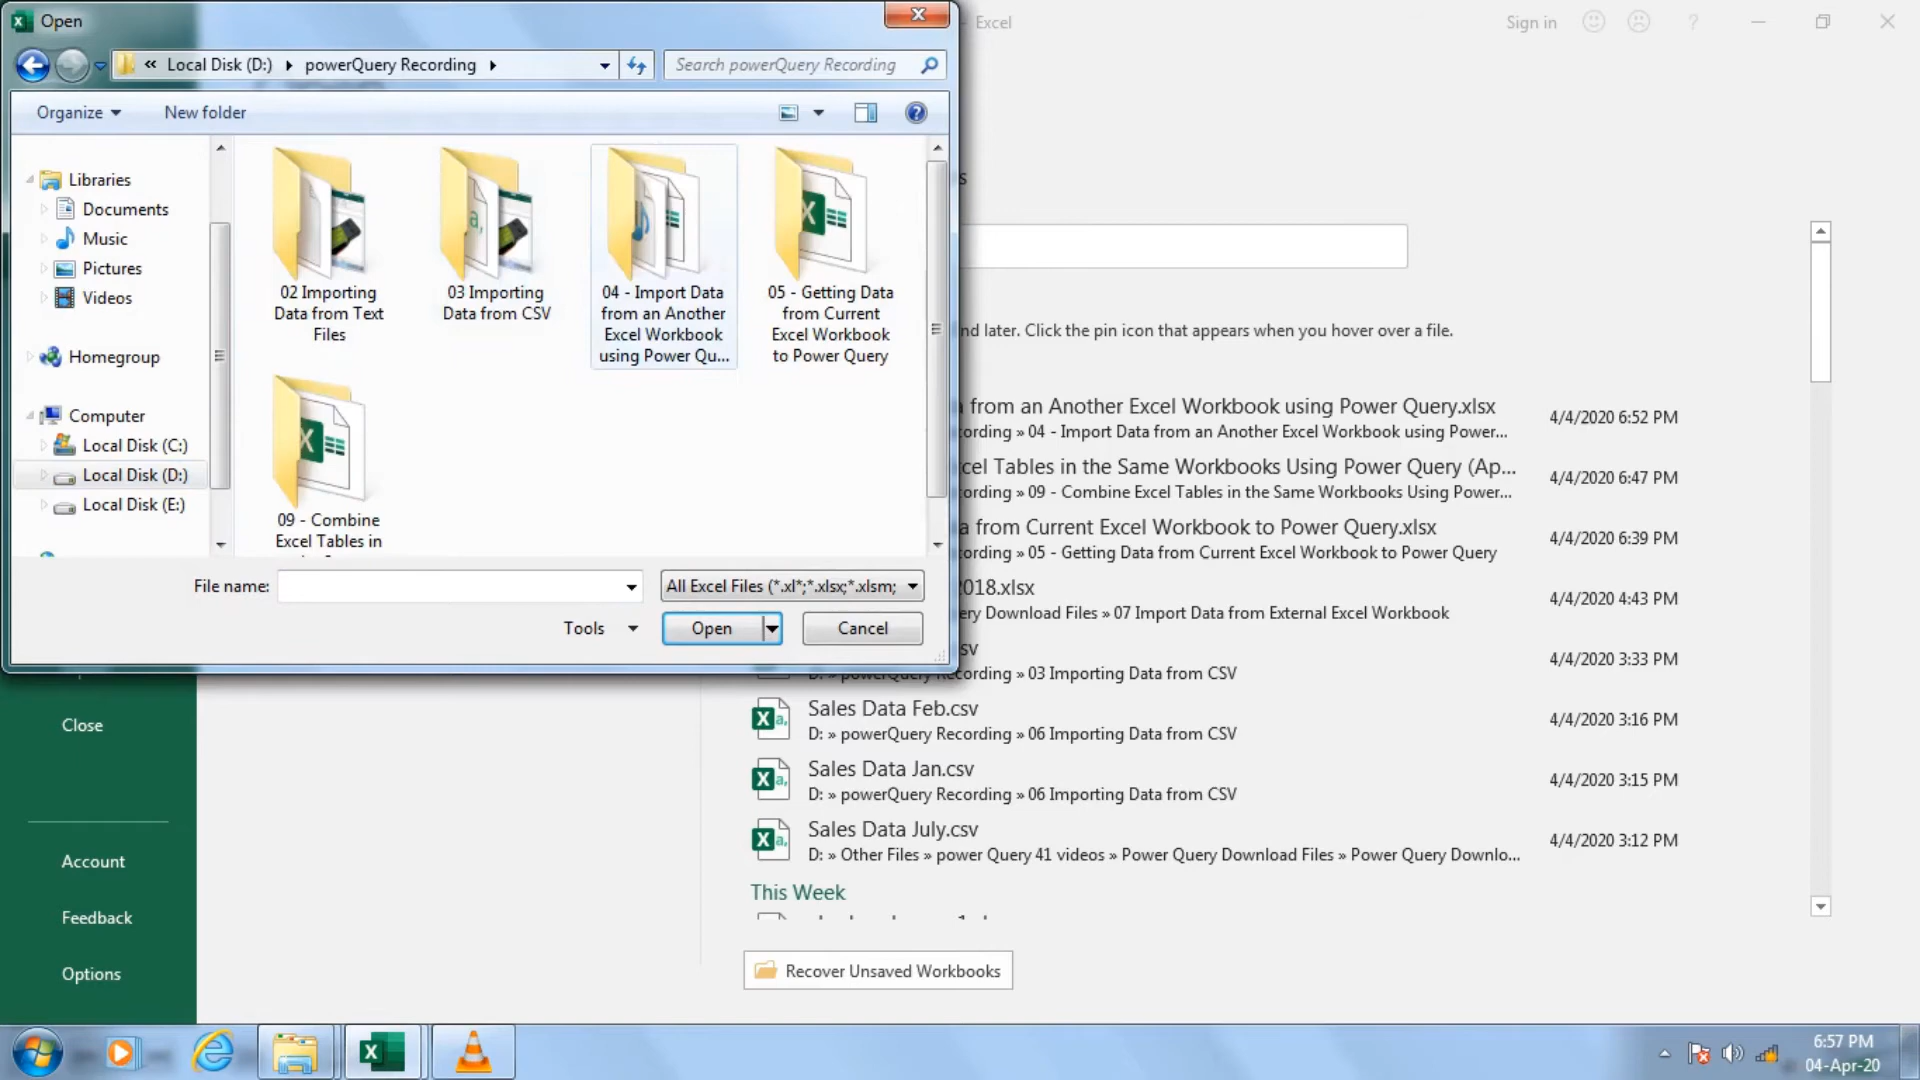 Open
- Excel
Sign in
« Local Disk (D:) powerQuery Recording
Search powerQuery Recording
Organize
New folder
Libraries
Documents
Music
Pictures
Videos
Homegroup
Computer
Local Disk (C:)
Local Disk (D:)
Local Disk (E:)
02 Importing
Data from Text
Files
03 Importing
Data from CSV
04 - Import Data
from an Another
Excel Workbook
using Power Qu...
05 - Getting Data
from Current
Excel Workbook
to Power Query
09 - Combine
Excel Tables in
File name:
All Excel Files (*.xl*;*.xlsx;*.xlsm;
Tools
Open
Cancel
s
nd later. Click the pin icon that appears when you hover over a file.
a from an Another Excel Workbook using Power Query.xlsx
4/4/2020 6:52 PM
cording » 04 - Import Data from an Another Excel Workbook using Power...
xcel Tables in the Same Workbooks Using Power Query (Ap...
4/4/2020 6:47 PM
cording » 09 - Combine Excel Tables in the Same Workbooks Using Power...
a from Current Excel Workbook to Power Query.xlsx
4/4/2020 6:39 PM
cording » 05 - Getting Data from Current Excel Workbook to Power Query
2018.xlsx
4/4/2020 4:43 PM
ery Download Files » 07 Import Data from External Excel Workbook
sv
4/4/2020 3:33 PM
D: » powerQuery Recording » 03 Importing Data from CSV
Sales Data Feb.csv
4/4/2020 3:16 PM
D: » powerQuery Recording » 06 Importing Data from CSV
Sales Data Jan.csv
4/4/2020 3:15 PM
D: » powerQuery Recording » 06 Importing Data from CSV
Sales Data July.csv
4/4/2020 3:12 PM
D: » Other Files » power Query 41 videos » Power Query Download Files » Power Query Downlo...
This Week
Recover Unsaved Workbooks
Close
Account
Feedback
Options
6:57 PM
04-Apr-20